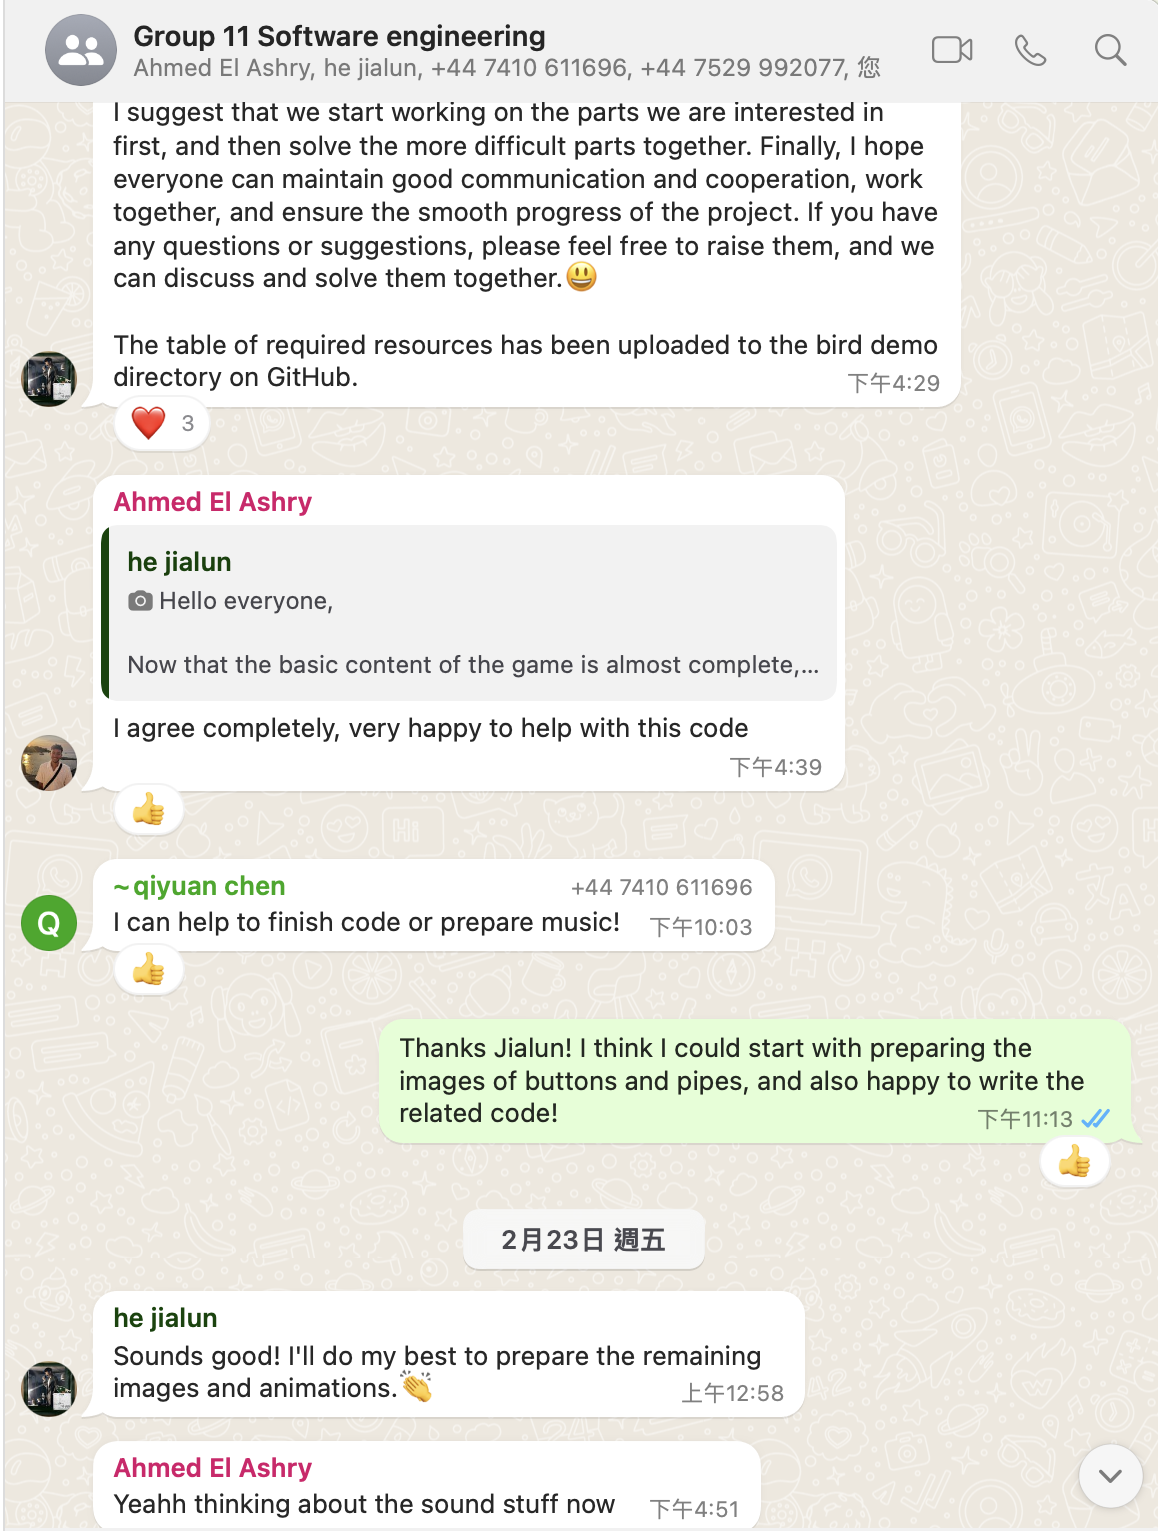 Group 11 Software engineering
Ahmed El Ashry, he jialun, +44 7410 611696, +44 7529 992077, 您
I suggest that we start working on the parts we are interested in
first, and then solve the more difficult parts together. Finally, I hope
everyone can maintain good communication and cooperation, work
together, and ensure the smooth progress of the project. If you have
any questions or suggestions, please feel free to raise them, and we
can discuss and solve them together.😃
The table of required resources has been uploaded to the bird demo
directory on GitHub.
下午4:29
❤️ 3
Ahmed El Ashry
he jialun
Hello everyone,
Now that the basic content of the game is almost complete,...
I agree completely, very happy to help with this code
下午4:39
👍
~qiyuan chen +44 7410 611696
Q
I can help to finish code or prepare music! 下午10:03
👍
Thanks Jialun! I think I could start with preparing the
images of buttons and pipes, and also happy to write the
related code!
下午11:13
👍
2月23日 週五
he jialun
Sounds good! I'll do my best to prepare the remaining
images and animations.👏
上午12:58
Ahmed El Ashry
Yeahh thinking about the sound stuff now 下午4:51